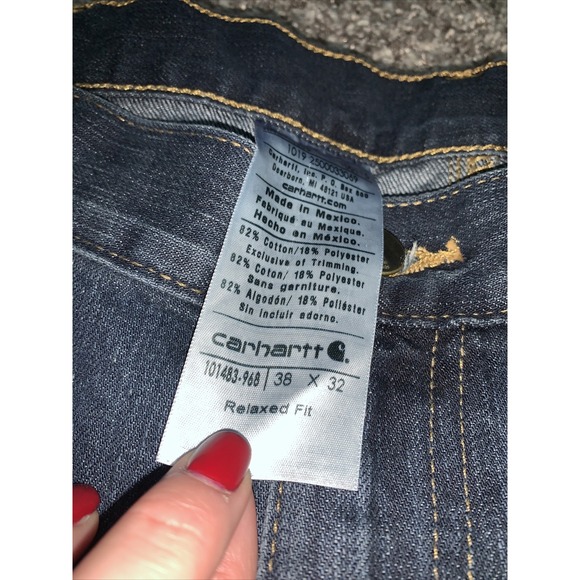 Carhartt, Inc. P.O. Box
Dearborn, MI 48121 USA
carhartt.com
Made in Mexico.
Fabriqué au Mexique.
Hecho en México.
82% Cotton/18% Polyester
Exclusive of Trimming.
82% Coton/ 18% Polyester
Sans garniture.
82% Algodón/ 18% Poliéster
Sin incluir adorno.
carhartt
101483-968 38 X 32
Relaxed Fit